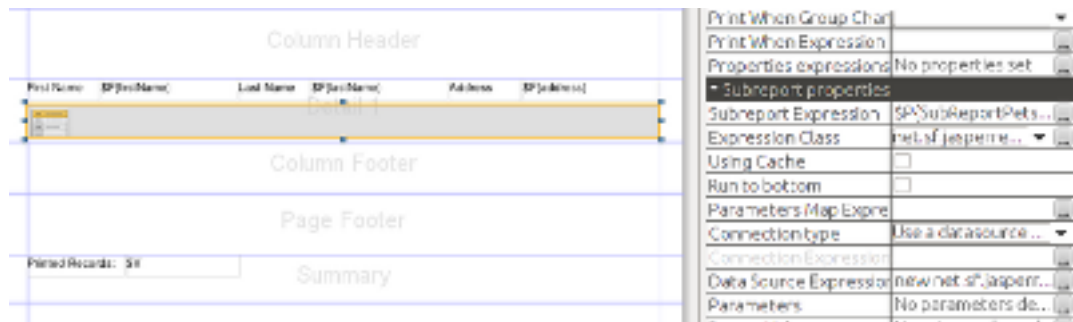 Column Header
First Name $F{firstName} Last Name $F{lastName} Address $F{address}
Detail 1
Column Footer
Page Footer
Printed Records: $V
Summary
Print When Group Chan
Print When Expression
Properties expressions No properties set
Subreport properties
Subreport Expression $P{SubReportPets...
Expression Class net.sf.jasperre...
Using Cache
Run to bottom
Parameters Map Expre
Connection type Use a datasource ...
Connection Expression
Data Source Expression new net.sf.jasperr...
Parameters No parameters de...